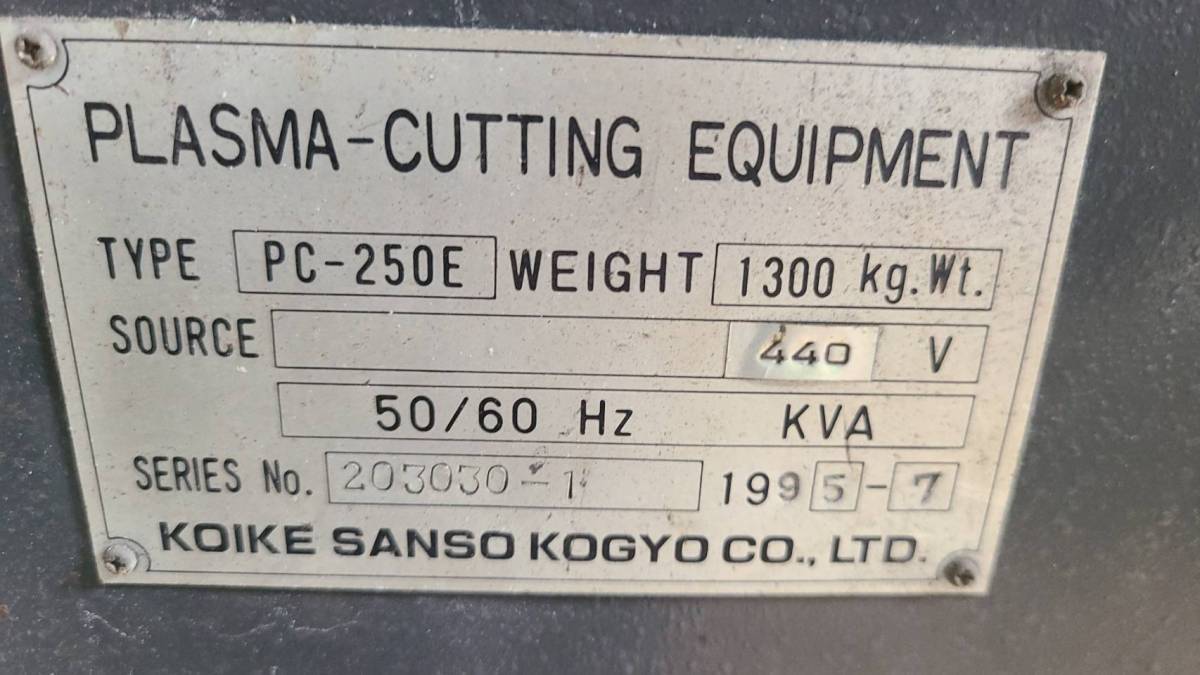 PLASMA-CUTTING EQUIPMENT
TYPE PC-250E WEIGHT 1300 kg.Wt.
SOURCE 440 V
50/60 Hz KVA
SERIES No. 203030-1 1995-7
KOIKE SANSO KOGYO CO., LTD.